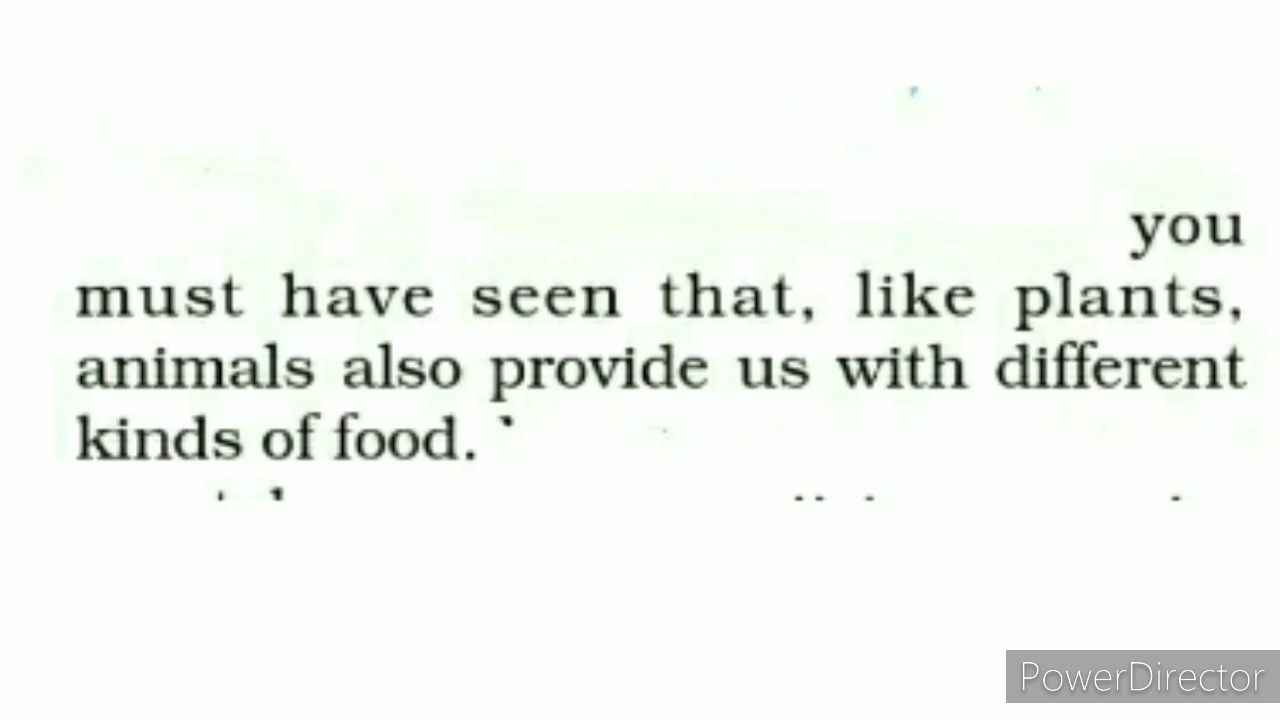 you
must have seen that, like plants,
animals also provide us with different
kinds of food.
PowerDirector